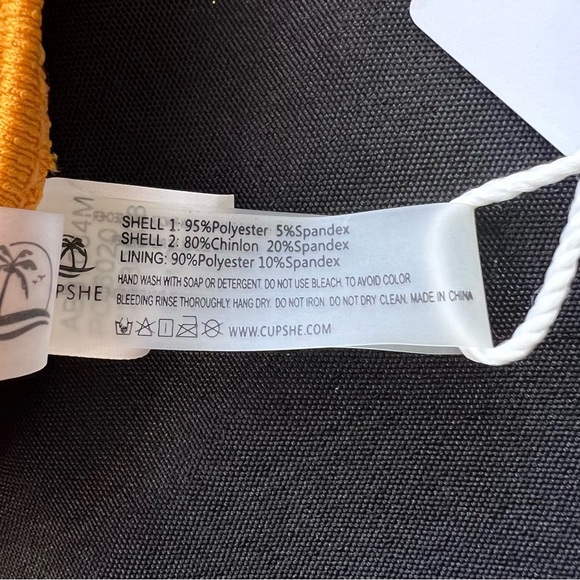 SHELL 1: 95%Polyester 5%Spandex
SHELL 2: 80%Chinlon 20%Spandex
LINING: 90%Polyester 10%Spandex
HAND WASH WITH SOAP OR DETERGENT. DO NOT USE BLEACH. TO AVOID COLOR
BLEEDING RINSE THOROUGHLY. HANG DRY. DO NOT IRON. DO NOT DRY CLEAN. MADE IN CHINA
WWW.CUPSHE.COM
UPSHE